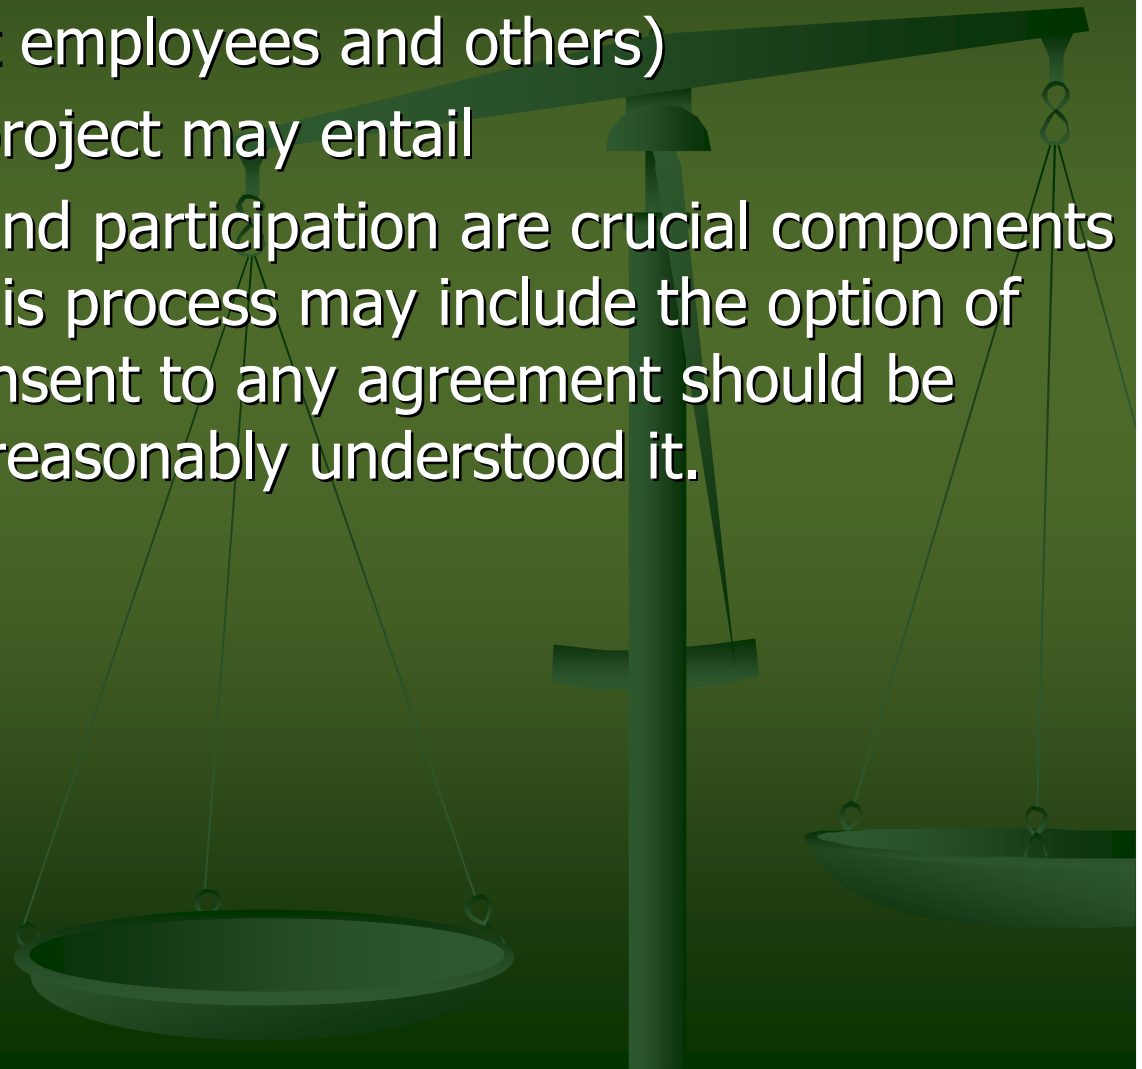 employees and others)
roject may entail
nd participation are crucial components
is process may include the option of
nsent to any agreement should be
reasonably understood it.